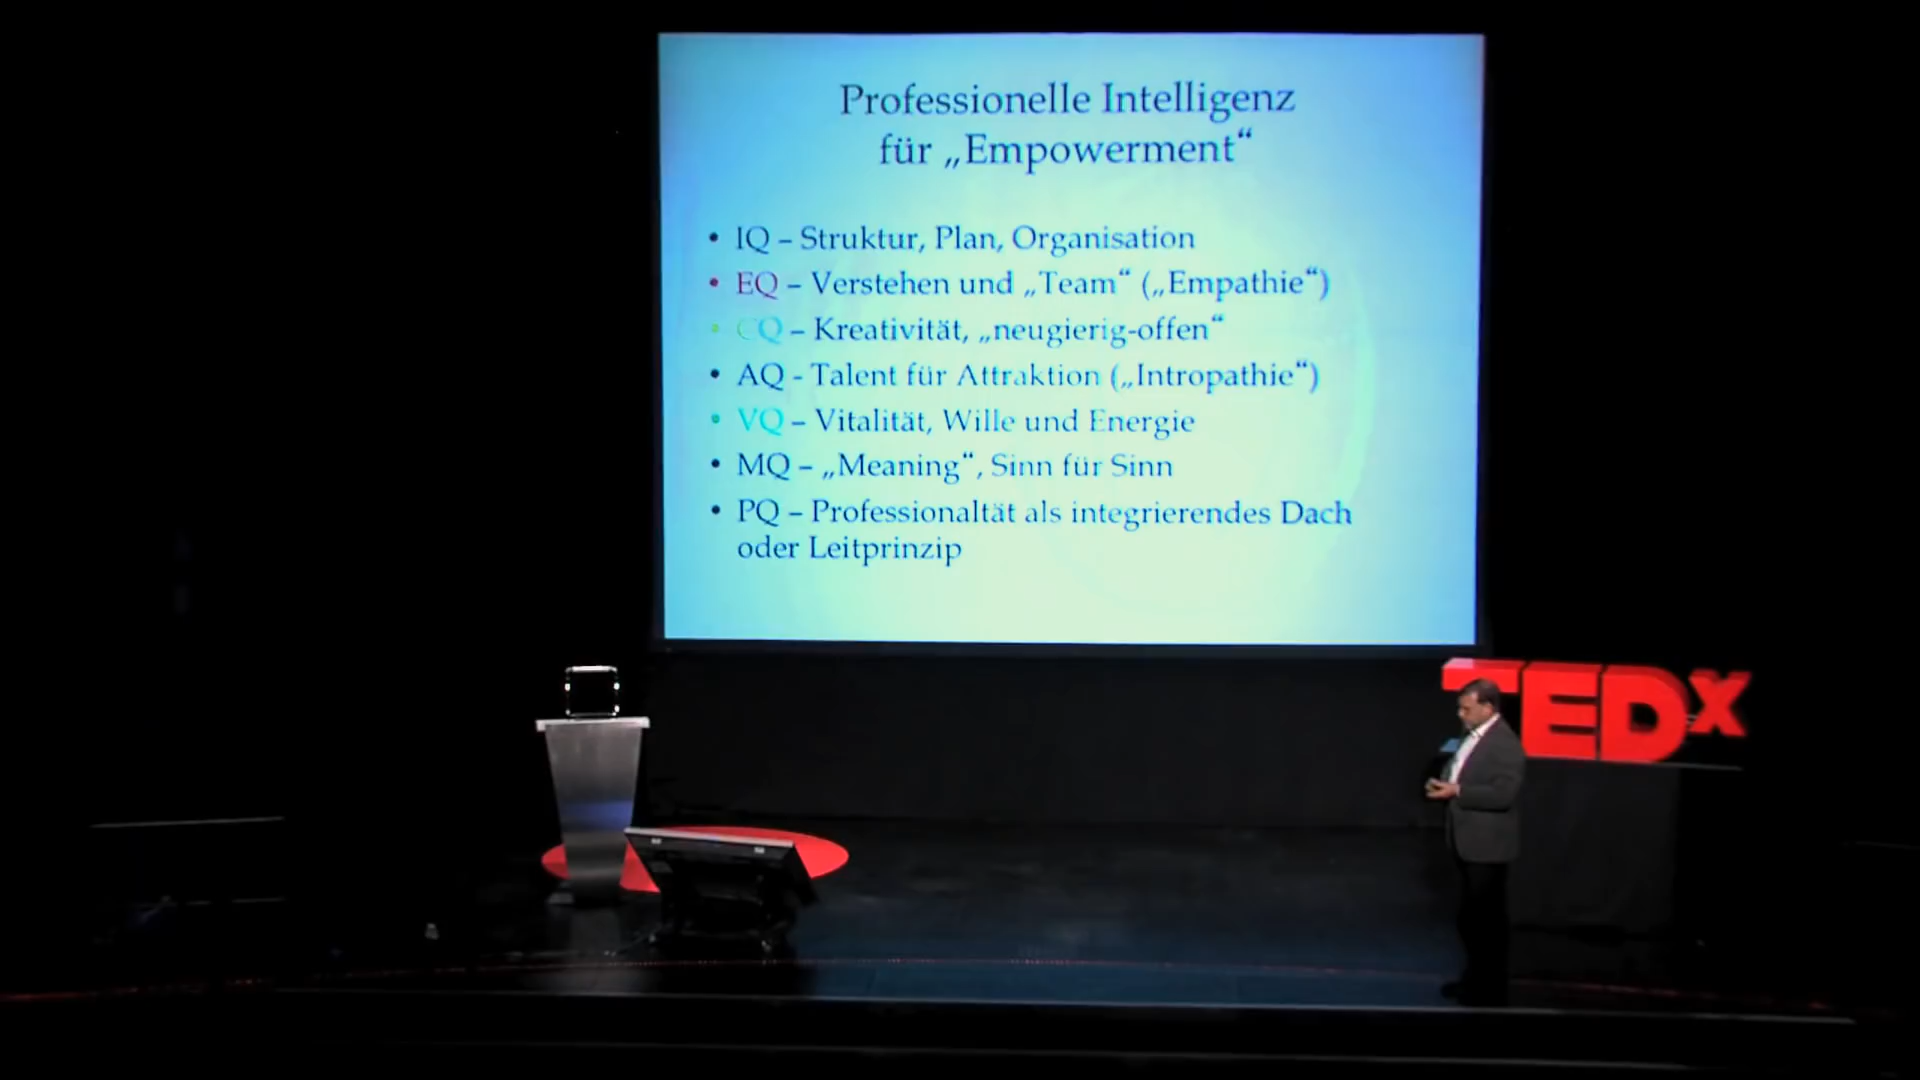 Professionelle Intelligenz
für „Empowerment“
• IQ – Struktur, Plan, Organisation
• EQ – Verstehen und „Team“ („Empathie“)
• CQ – Kreativität, „neugierig-offen“
• AQ - Talent für Attraktion („Intropathie“)
• VQ – Vitalität, Wille und Energie
• MQ – „Meaning“, Sinn für Sinn
• PQ – Professionaltät als integrierendes Dach
oder Leitprinzip
TEDx